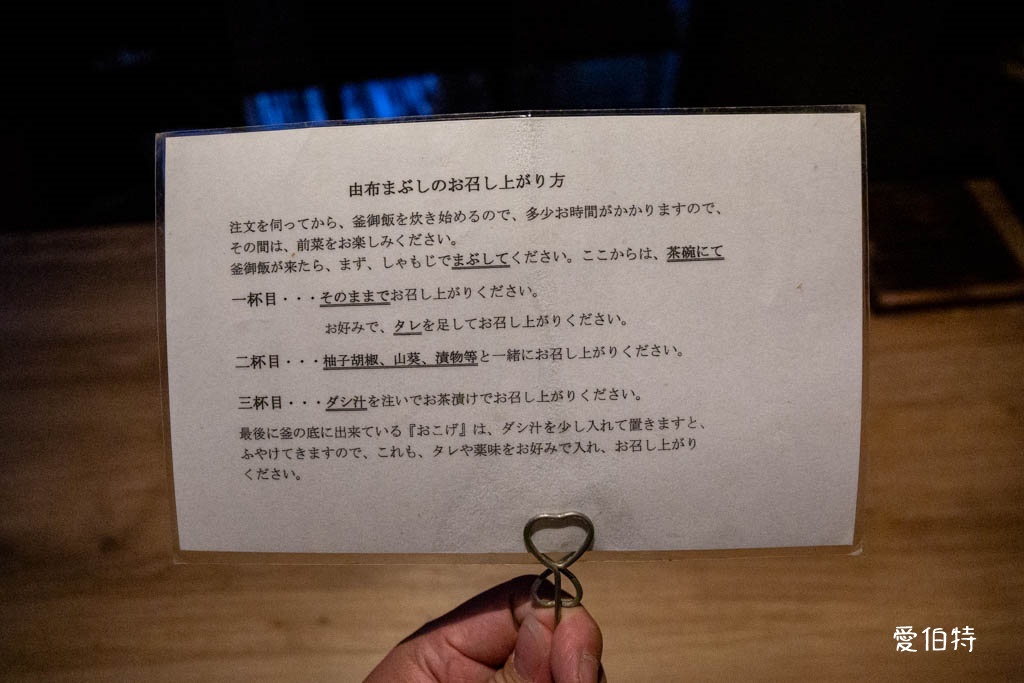 由布まぶしのお召し上がり方
注文を伺ってから、釜御飯を炊き始めるので、多少お時間がかかりますので、
その間は、前菜をお楽しみください。
釜御飯が来たら、まず、しゃもじでまぶしてください。ここからは、茶碗にて
一杯目・・・そのままでお召し上がりください。
お好みで、タレを足してお召し上がりください。
二杯目・・・柚子胡椒、山葵、漬物等と一緒にお召し上がりください。
三杯目・・・ダシ汁を注いでお茶漬けでお召し上がりください。
最後に釜の底に出来ている『おこげ』は、ダシ汁を少し入れて置きますと、
ふやけてきますので、これも、タレや薬味をお好みで入れ、お召し上がり
ください。
愛伯特